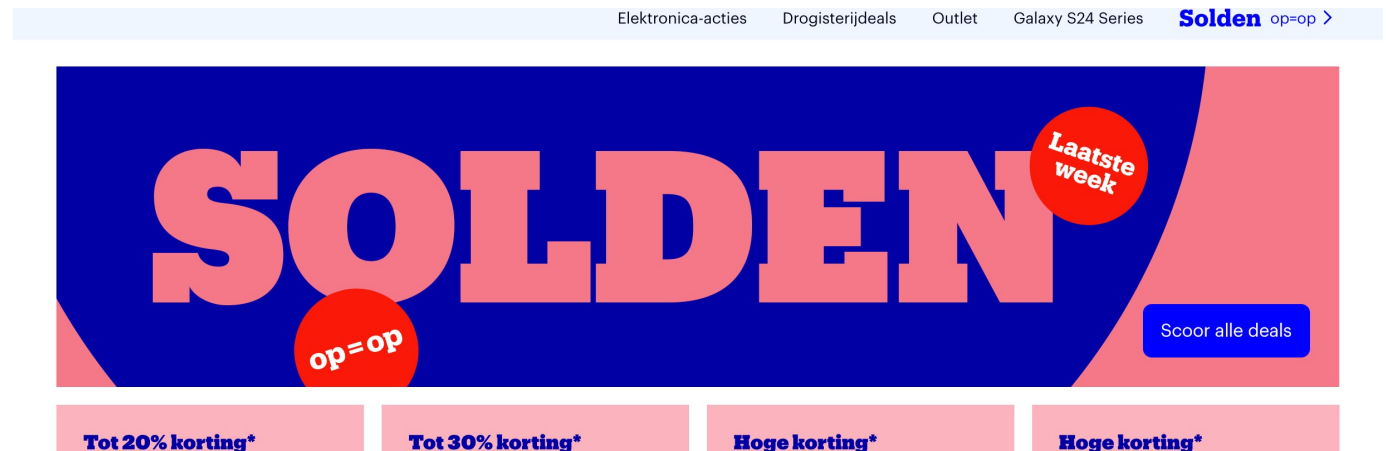 Elektronica-acties Drogisterijdeals Outlet Galaxy S24 Series Solden op=op
SOLDEN
Laatste
week
op=op
Scoor alle deals
Tot 20% korting* Tot 30% korting* Hoge korting* Hoge korting*